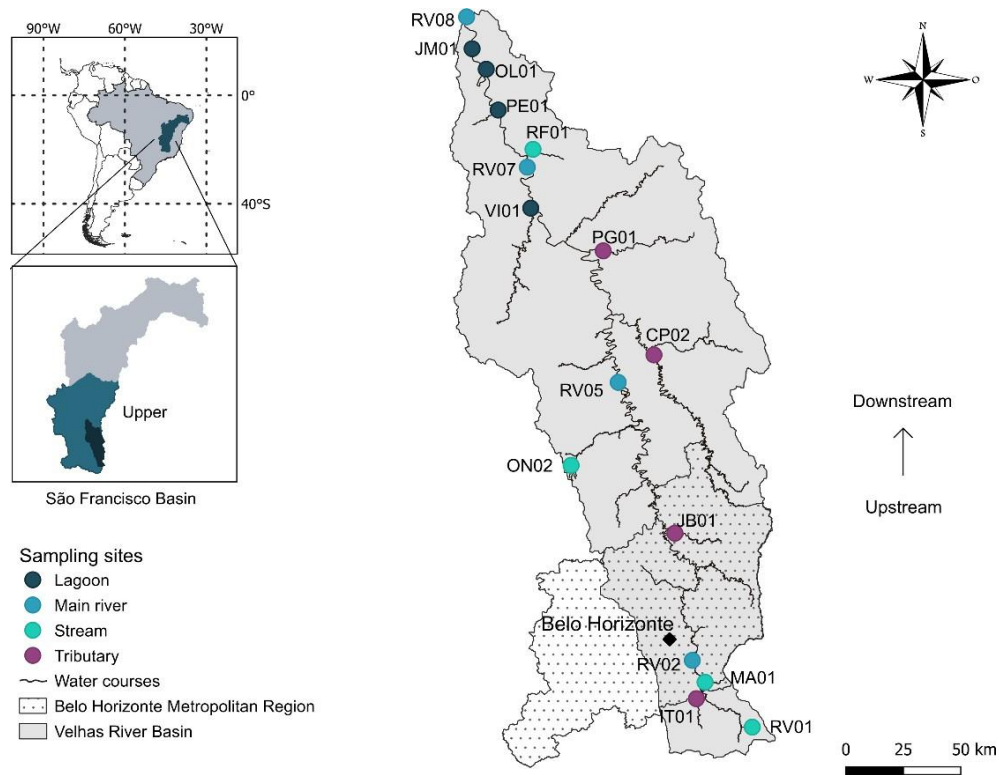 90°W 60°W 30°W
0°
40°S
Upper
São Francisco Basin
Sampling sites
Lagoon
Main river
Stream
Tributary
Water courses
Belo Horizonte Metropolitan Region
Velhas River Basin
RV08
JM01
OL01
PE01
RF01
RV07
VI01
PG01
CP02
RV05
ON02
JB01
Belo Horizonte
RV02
MA01
IT01
RV01
N
W O
S
Downstream
Upstream
0 25 50 km